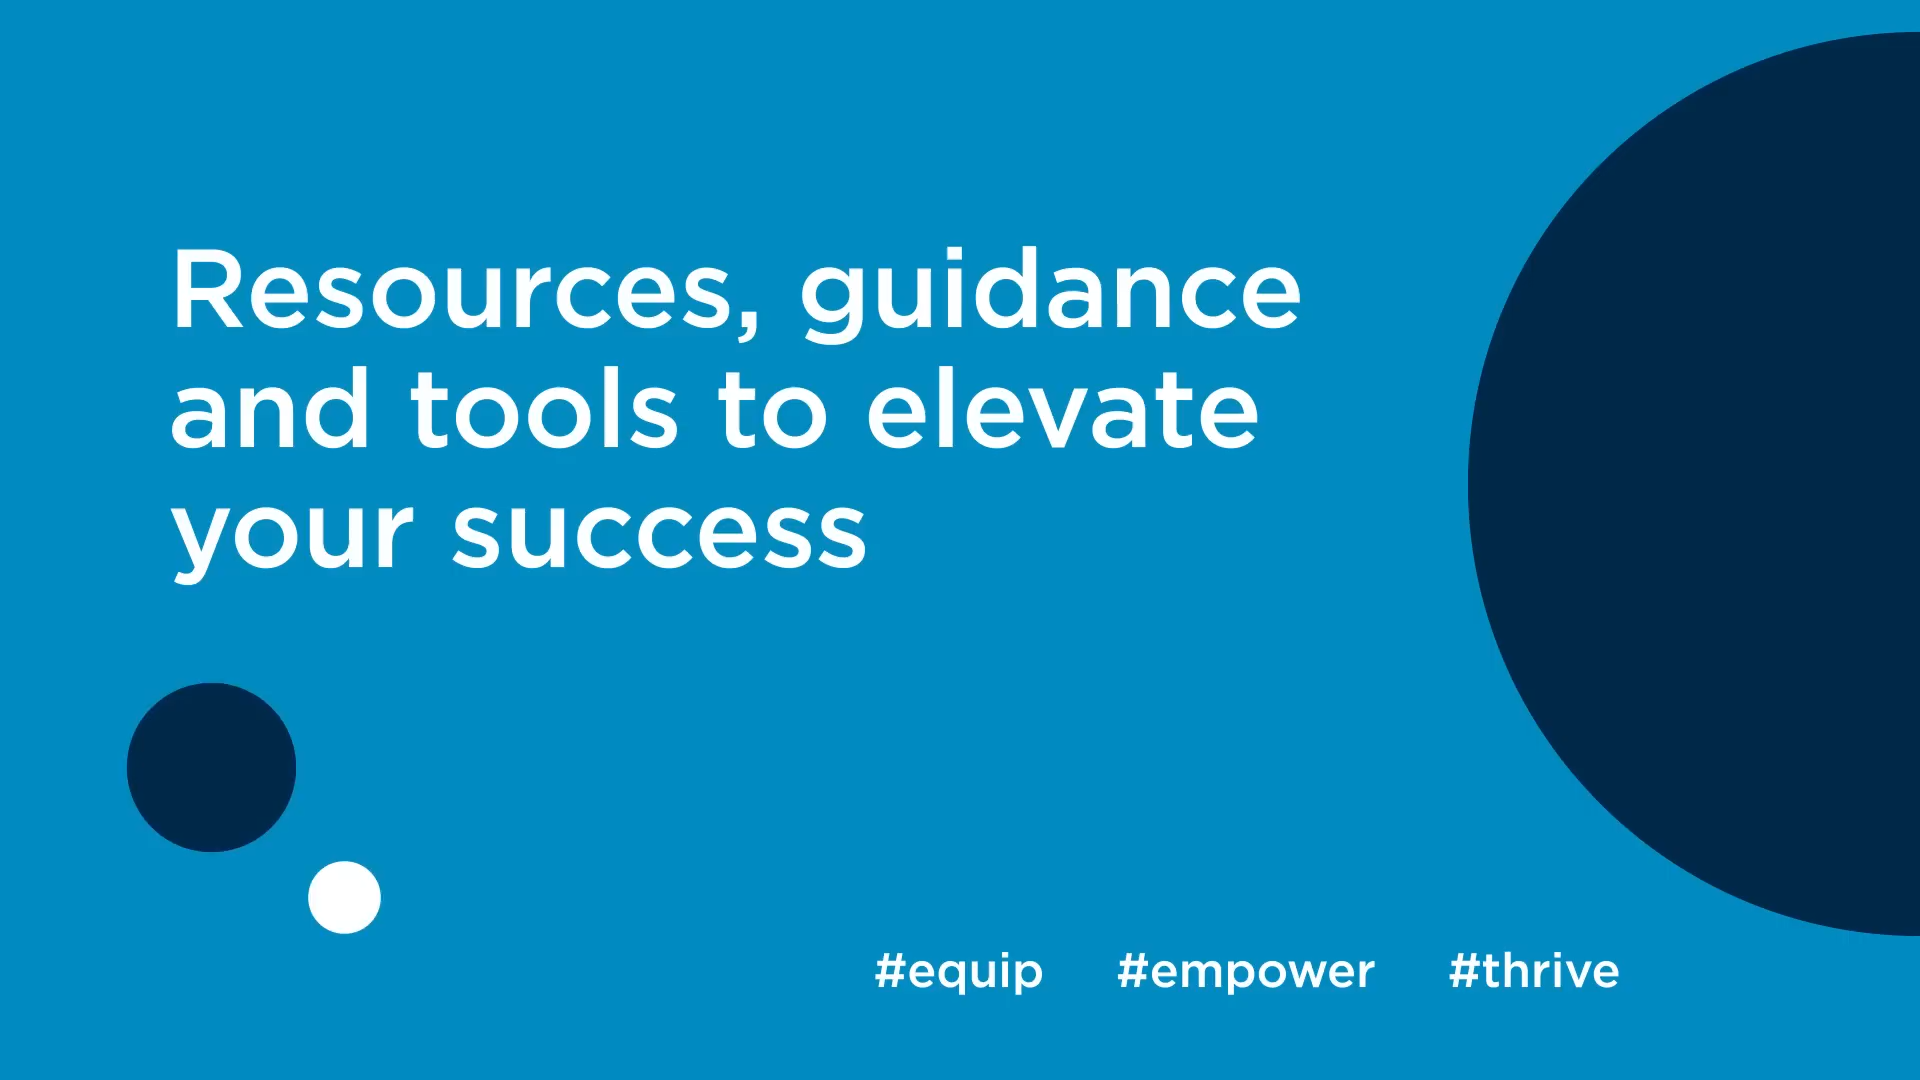 Resources, guidance
and tools to elevate
your success
#equip #empower #thrive